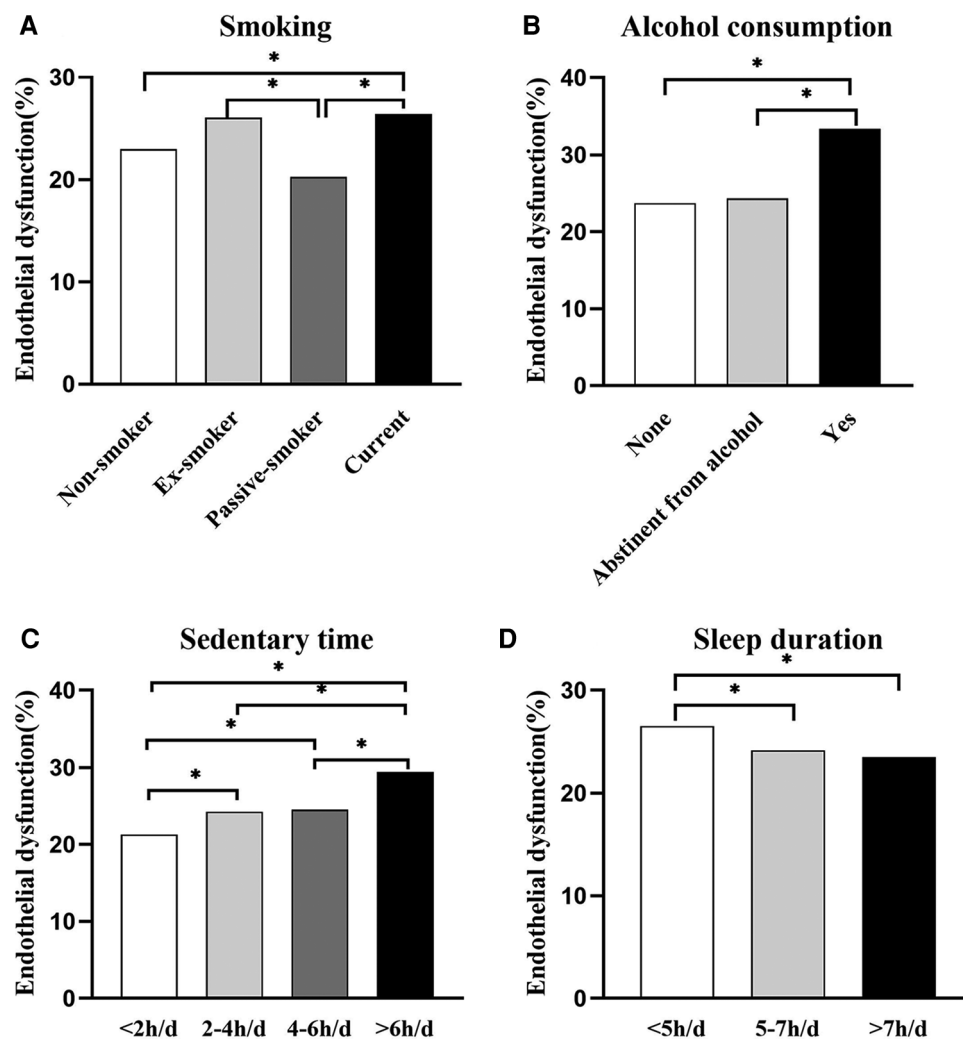 A
Smoking
Endothelial dysfunction(%)
30
20
10
0
*
*
*
Non-smoker
Ex-smoker
Passive-smoker
Current
B
Alcohol consumption
Endothelial dysfunction(%)
40
30
20
10
0
*
*
None
Abstinent from alcohol
Yes
C
Sedentary time
Endothelial dysfunction(%)
40
30
20
10
0
*
*
*
*
*
<2h/d 2-4h/d 4-6h/d >6h/d
D
Sleep duration
Endothelial dysfunction(%)
30
20
10
0
*
*
<5h/d 5-7h/d >7h/d